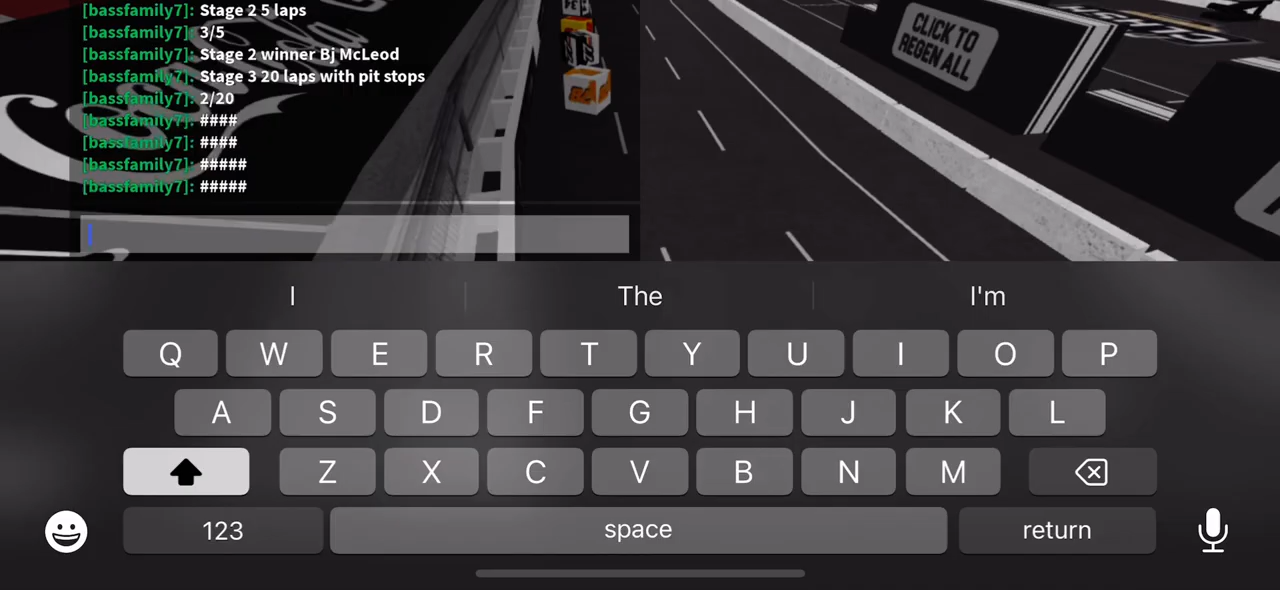 [bassfamily7]: Stage 2 5 laps
[bassfamily7]: 3/5
[bassfamily7]: Stage 2 winner Bj McLeod
[bassfamily7]: Stage 3 20 laps with pit stops
[bassfamily7]: 2/20
[bassfamily7]: ####
[bassfamily7]: ####
[bassfamily7]: #####
[bassfamily7]: #####
CLICK TO
REGEN ALL
I The I'm
Q W E R T Y U I O P
A S D F G H J K L
Z X C V B N M
123 space return